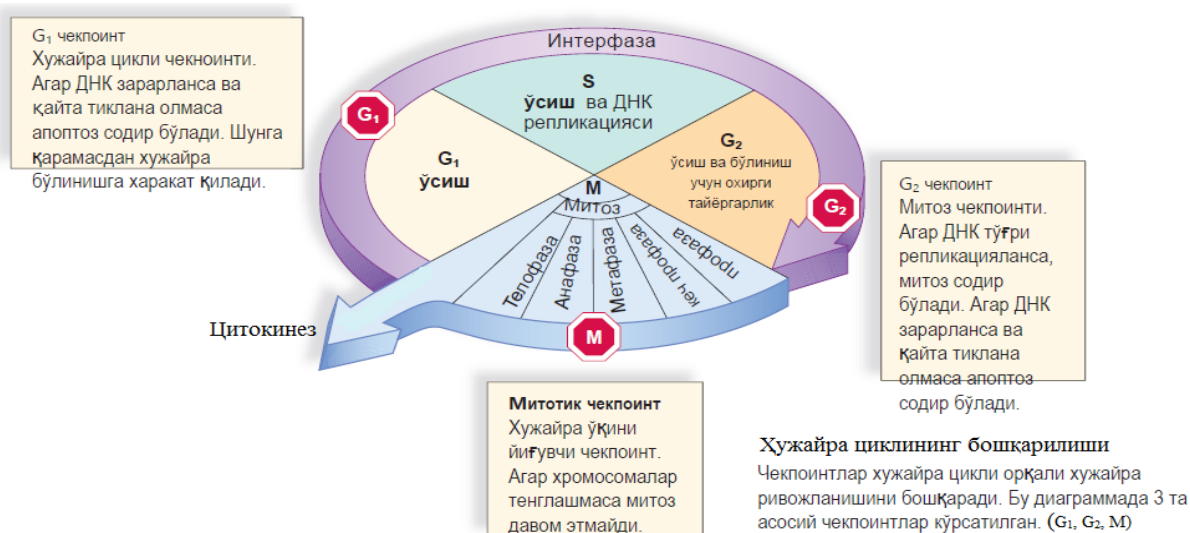 G₁ чекпоинт
Хужайра цикли чекноинти.
Агар ДНК зарарланса ва
қайта тиклана олмаса
апоптоз содир бўлади. Шунга
қарамасдан хужайра
бўлинишга харакат қилади.
Интерфаза
S
ўсиш ва ДНК
репликацияси
G₁
G₁
ўсиш
G₂
ўсиш ва бўлиниш
учун охирги
тайёргарлик
G₂
M
Митоз
Телофаза
Анафаза
Метафаза
кеч профаза
профаза
Цитокинез
M
G₂ чекпоинт
Митоз чекпоинти.
Агар ДНК тўғри
репликацияланса,
митоз содир
бўлади. Агар ДНК
зарарланса ва
қайта тиклана
олмаса апоптоз
содир бўлади.
Митотик чекпоинт
Хужайра ўқини
йиғувчи чекпоинт.
Агар хромосомалар
тенглашмаса митоз
давом этмайди.
Ҳужайра циклининг бошқарилиши
Чекпоинтлар хужайра цикли орқали хужайра
ривожланишини бошқаради. Бу диаграммада 3 та
асосий чекпоинтлар кўрсатилган. (G₁, G₂, M)